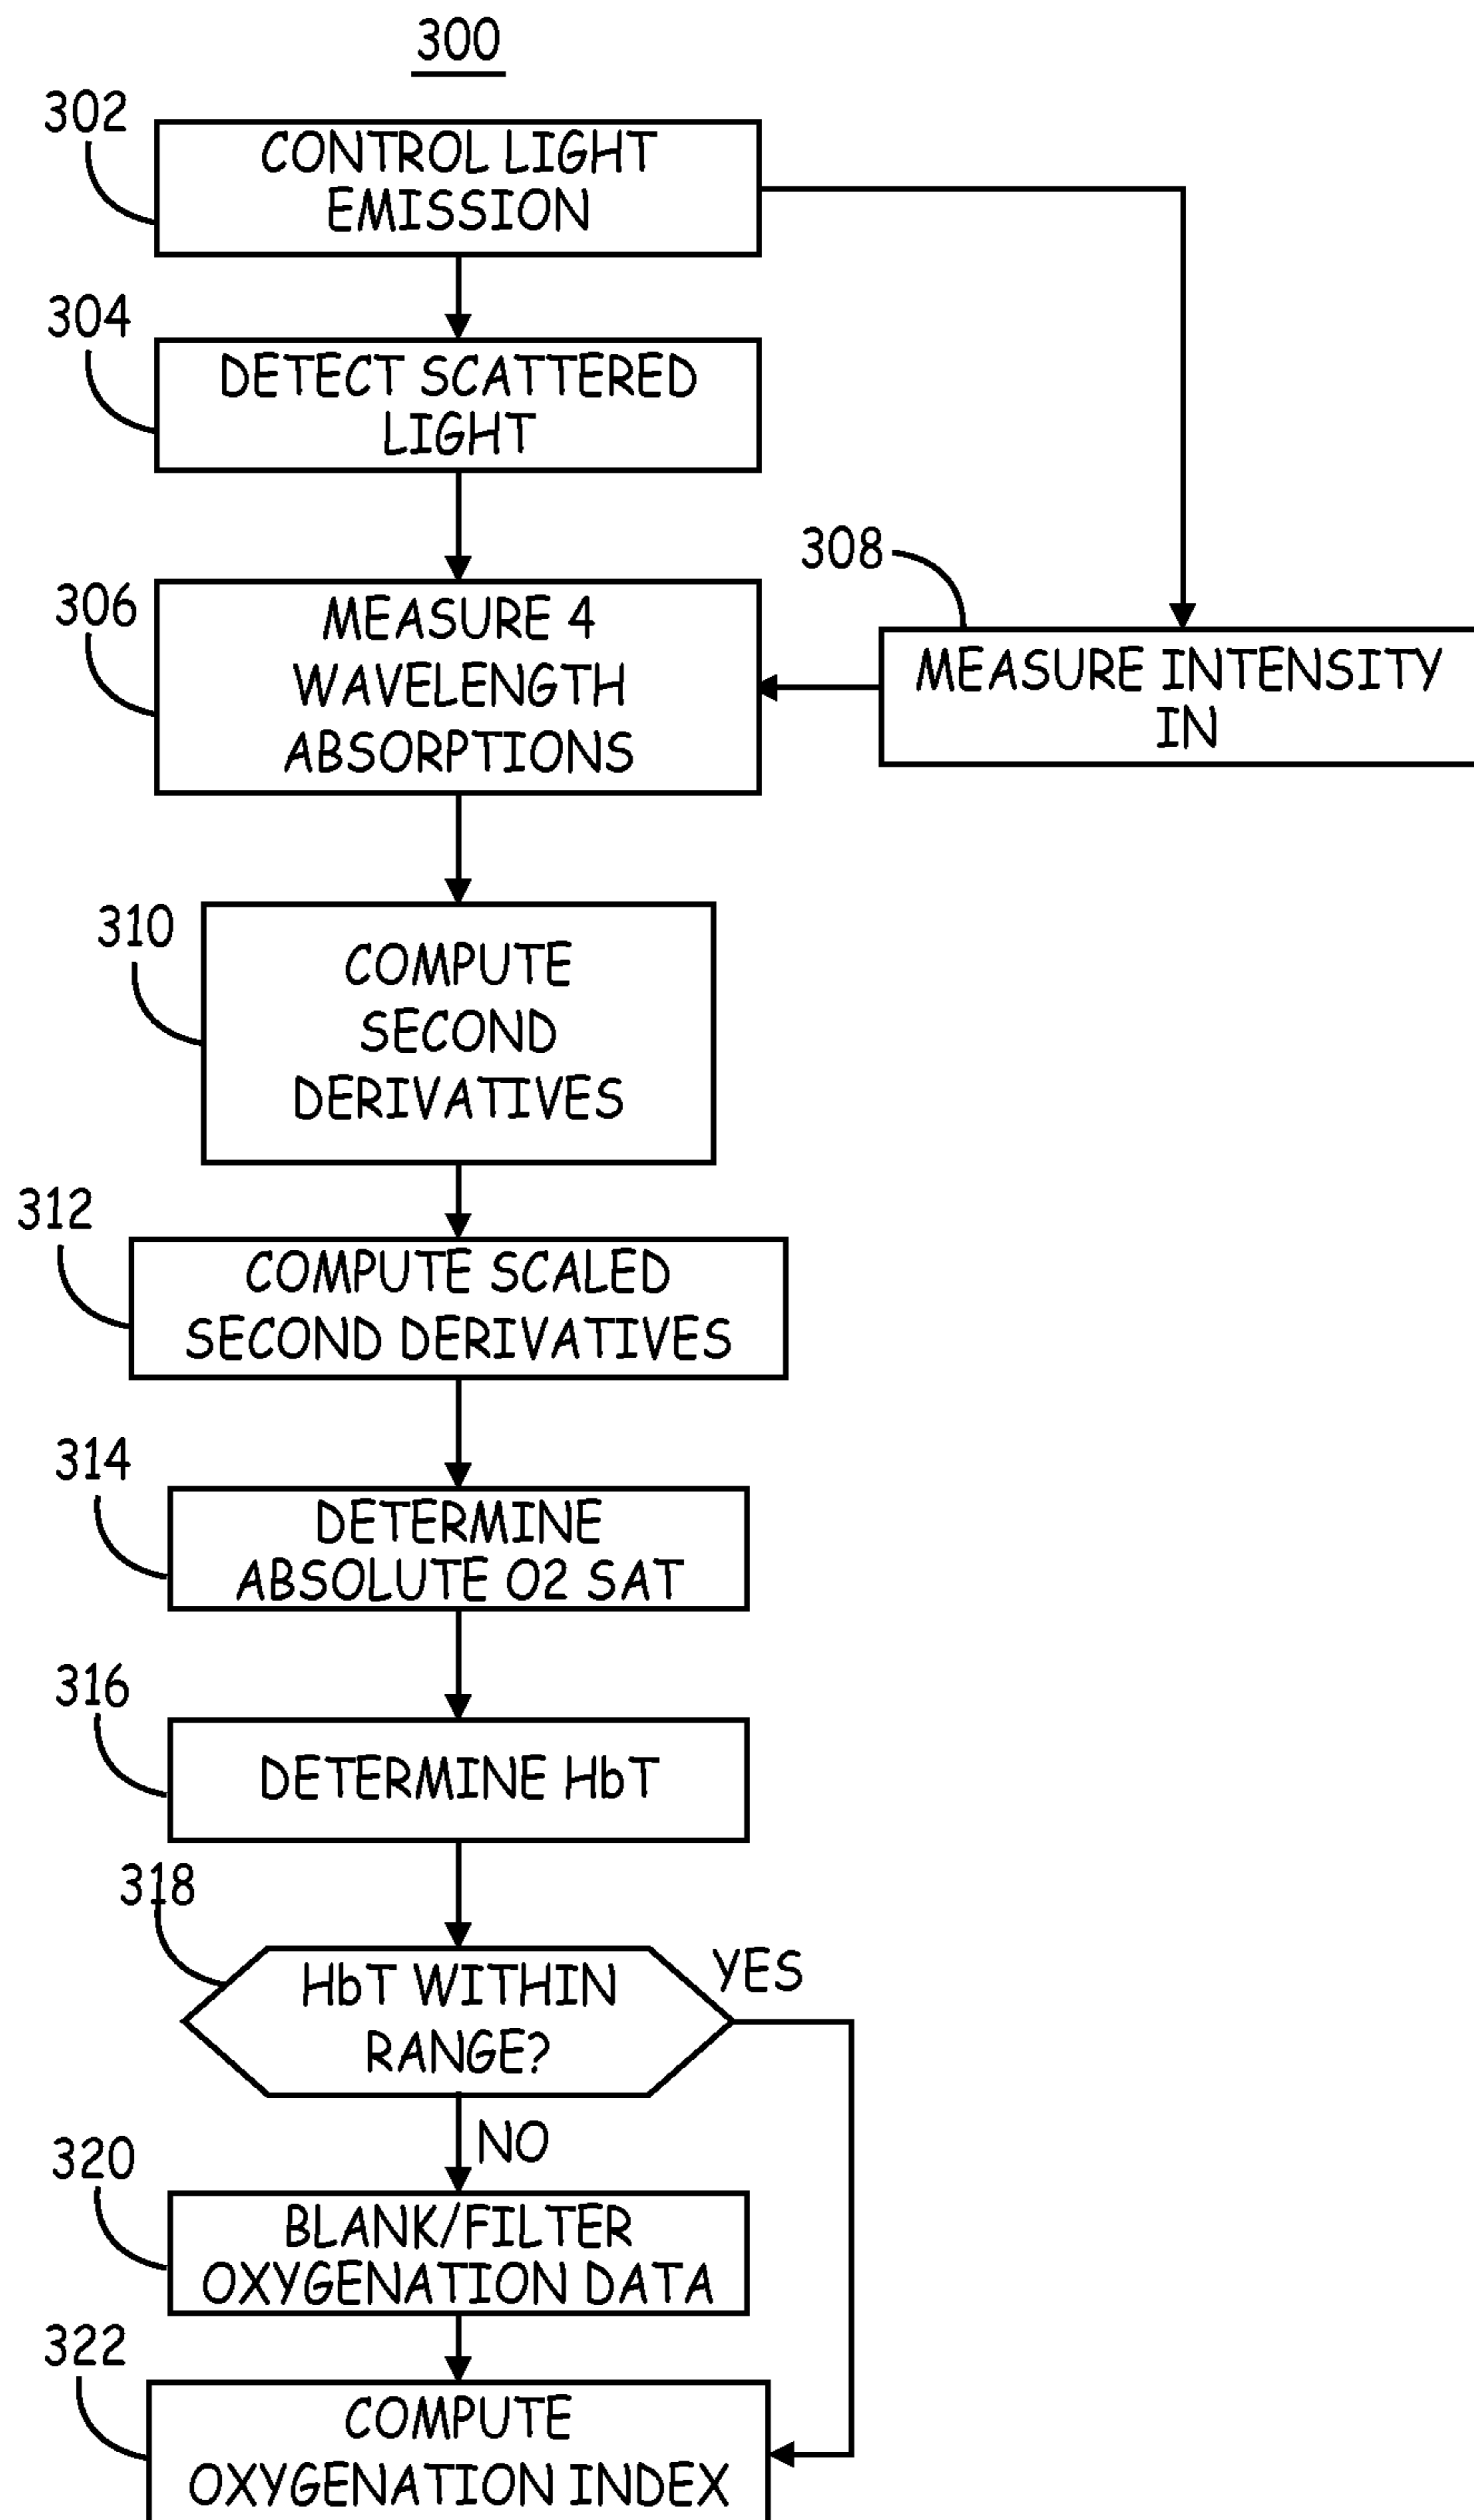 300
302
CONTROL LIGHT
EMISSION
304
DETECT SCATTERED
LIGHT
306
MEASURE 4
WAVELENGTH
ABSORPTIONS
308
MEASURE INTENSITY
IN
310
COMPUTE
SECOND
DERIVATIVES
312
COMPUTE SCALED
SECOND DERIVATIVES
314
DETERMINE
ABSOLUTE O2 SAT
316
DETERMINE HbT
318
HbT WITHIN
RANGE?
YES
NO
320
BLANK/FILTER
OXYGENATION DATA
322
COMPUTE
OXYGENATION INDEX